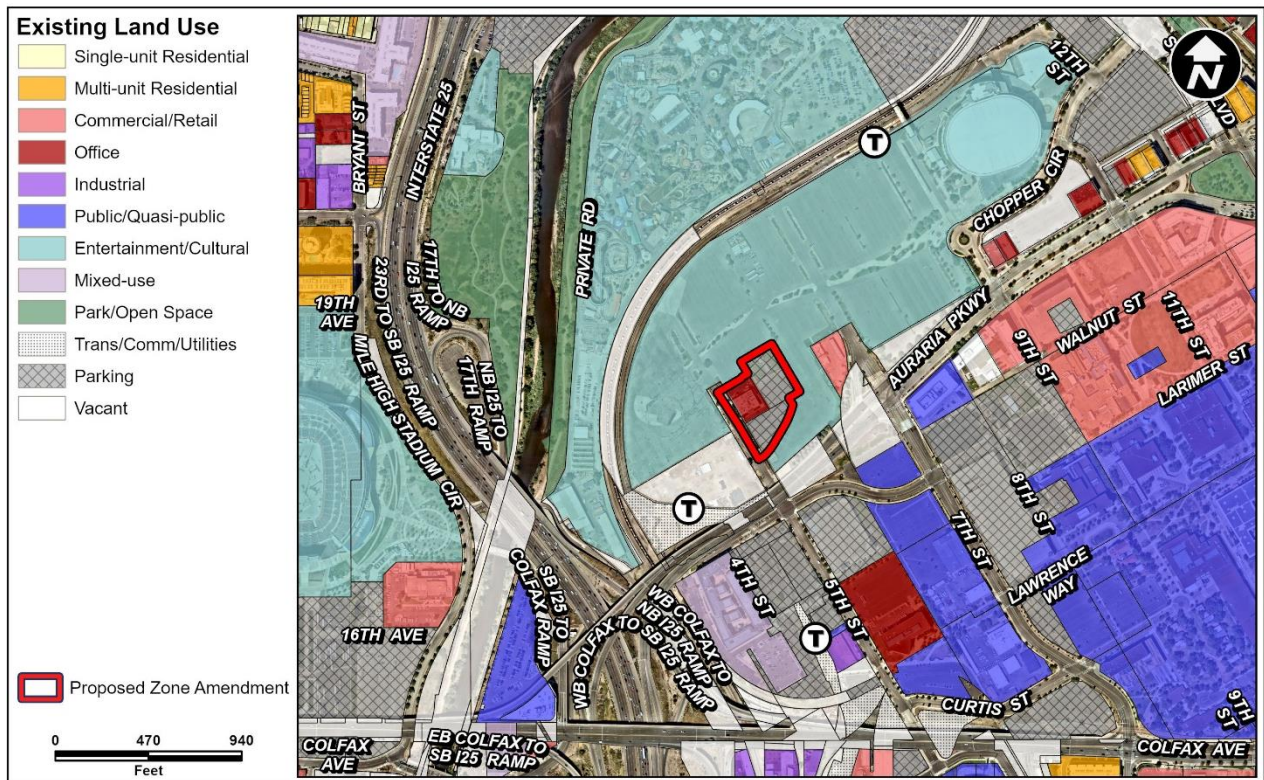 Existing Land Use
Single-unit Residential
Multi-unit Residential
Commercial/Retail
Office
Industrial
Public/Quasi-public
Entertainment/Cultural
Mixed-use
Park/Open Space
Trans/Comm/Utilities
Parking
Vacant
Proposed Zone Amendment
0 470 940
Feet
N
BRYANT ST
INTERSTATE 25
17TH TO NB
I25 RAMP
23RD TO SB I25 RAMP
19TH
AVE
MILE HIGH STADIUM CIR
NB I25 TO
17TH RAMP
PRIVATE RD
12TH
ST
BLVD
T
CHOPPER CIR
AURARIA PKWY
9TH ST
WALNUT ST
11TH ST
LARIMER ST
8TH ST
7TH ST
LAWRENCE
WAY
T
4TH ST
5TH ST
T
WB COLFAX TO
NB I25 RAMP
WB COLFAX TO SB I25 RAMP
SB I25 TO
COLFAX RAMP
16TH AVE
CURTIS ST
9TH
ST
COLFAX
AVE
EB COLFAX TO
SB I25 RAMP
COLFAX AVE